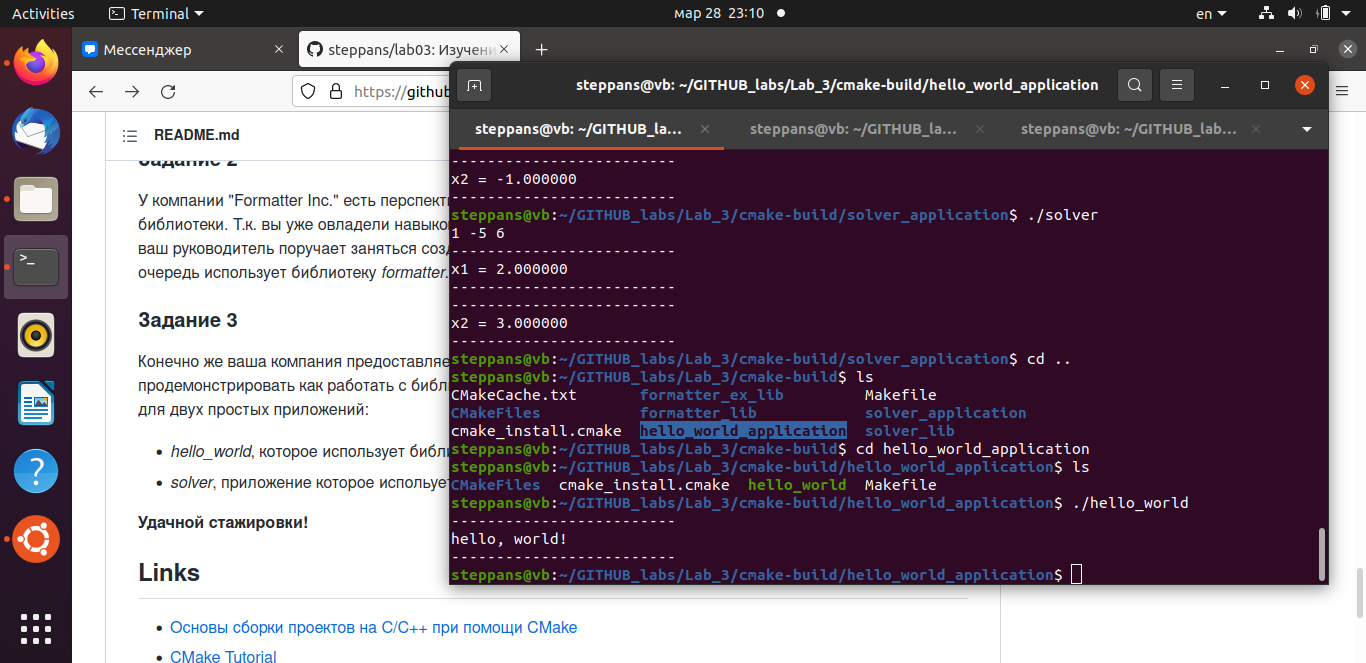 Activities
Terminal
мар 28 23:10
en
Мессенджер
steppans/lab03: Изучени
https://github
README.md
Задание 2
У компании "Formatter Inc." есть перспекти
библиотеки. Т.к. вы уже овладели навыко
ваш руководитель поручает заняться созд
очередь использует библиотеку formatter.
Задание 3
Конечно же ваша компания предоставляе
продемонстрировать как работать с библ
для двух простых приложений:
hello_world, которое использует библ
solver, приложение которое использует
Удачной стажировки!
Links
Основы сборки проектов на C/C++ при помощи CMake
CMake Tutorial
steppans@vb: ~/GITHUB_labs/Lab_3/cmake-build/hello_world_application
steppans@vb: ~/GITHUB_la...
steppans@vb: ~/GITHUB_la...
steppans@vb: ~/GITHUB_lab...
-------------------------
x2 = -1.000000
-------------------------
steppans@vb:~/GITHUB_labs/Lab_3/cmake-build/solver_application$ ./solver
1 -5 6
-------------------------
x1 = 2.000000
-------------------------
-------------------------
x2 = 3.000000
-------------------------
steppans@vb:~/GITHUB_labs/Lab_3/cmake-build/solver_application$ cd ..
steppans@vb:~/GITHUB_labs/Lab_3/cmake-build$ ls
CMakeCache.txt formatter_ex_lib Makefile
CMakeFiles formatter_lib solver_application
cmake_install.cmake hello_world_application solver_lib
steppans@vb:~/GITHUB_labs/Lab_3/cmake-build$ cd hello_world_application
steppans@vb:~/GITHUB_labs/Lab_3/cmake-build/hello_world_application$ ls
CMakeFiles cmake_install.cmake hello_world Makefile
steppans@vb:~/GITHUB_labs/Lab_3/cmake-build/hello_world_application$ ./hello_world
-------------------------
hello, world!
-------------------------
steppans@vb:~/GITHUB_labs/Lab_3/cmake-build/hello_world_application$